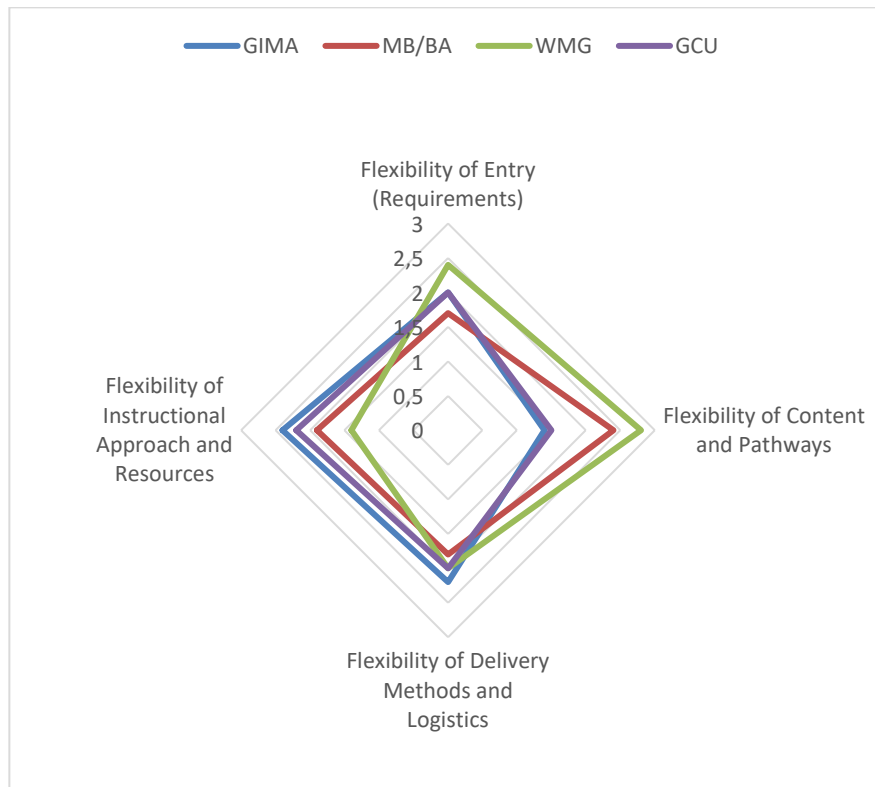 GIMA MB/BA WMG GCU
Flexibility of Entry
(Requirements)
3
2,5
2
1,5
1
0,5
0
Flexibility of
Instructional
Approach and
Resources
Flexibility of Content
and Pathways
Flexibility of Delivery
Methods and
Logistics